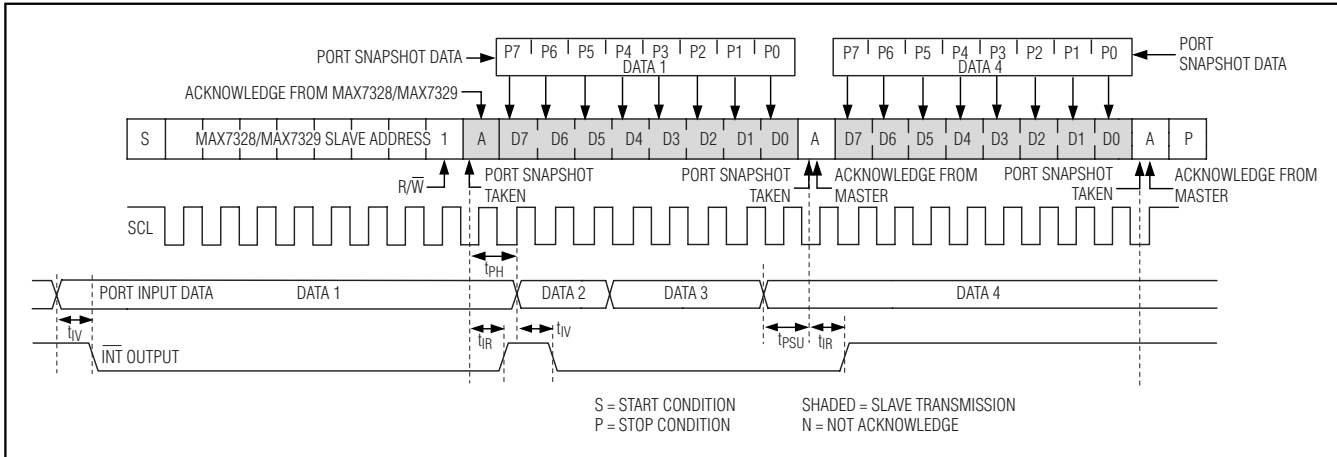 P7 P6 P5 P4 P3 P2 P1 P0
PORT SNAPSHOT DATA
DATA 1
P7 P6 P5 P4 P3 P2 P1 P0
DATA 4
PORT
SNAPSHOT DATA
ACKNOWLEDGE FROM MAX7328/MAX7329
S MAX7328/MAX7329 SLAVE ADDRESS 1 A D7 D6 D5 D4 D3 D2 D1 D0 A D7 D6 D5 D4 D3 D2 D1 D0 A P
R/W̅
PORT SNAPSHOT
TAKEN
PORT SNAPSHOT
TAKEN
ACKNOWLEDGE FROM
MASTER
PORT SNAPSHOT
TAKEN
ACKNOWLEDGE FROM
MASTER
SCL
tPH
PORT INPUT DATA DATA 1 DATA 2 DATA 3 DATA 4
tIV tIR tIV tPSU tIR
I̅N̅T̅ OUTPUT
S = START CONDITION SHADED = SLAVE TRANSMISSION
P = STOP CONDITION N = NOT ACKNOWLEDGE